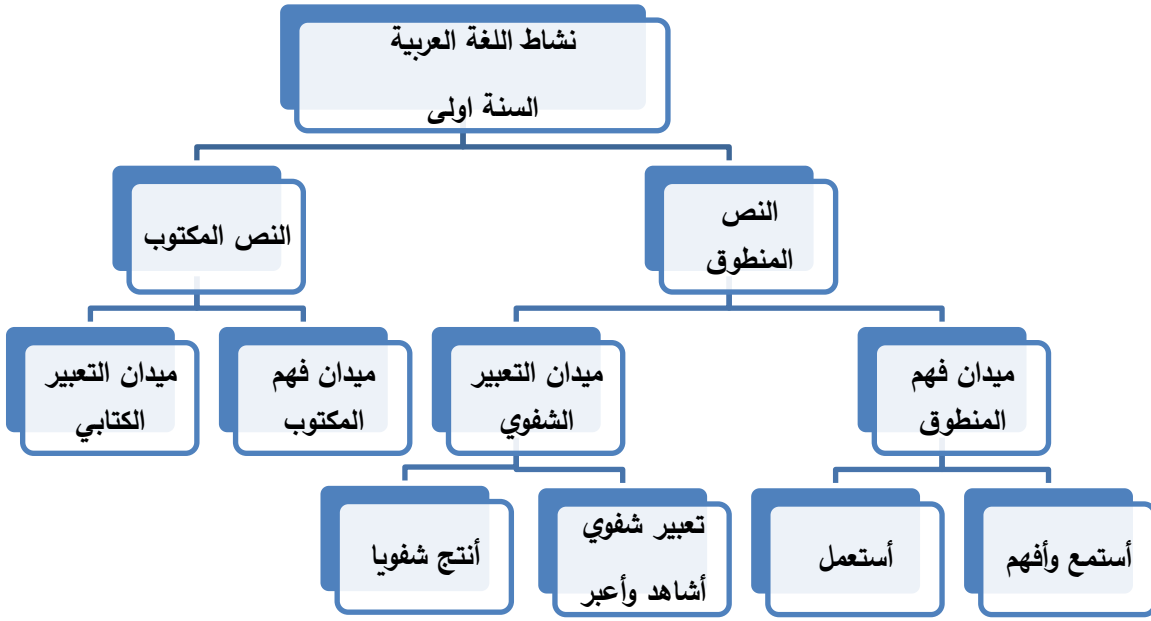 نشاط اللغة العربية
السنة اولى
النص
المنطوق
النص المكتوب
ميدان فهم
المنطوق
ميدان التعبير
الشفوي
ميدان فهم
المكتوب
ميدان التعبير
الكتابي
أستمع وأفهم
أستعمل
تعبير شفوي
أشاهد وأعبر
أنتج شفويا